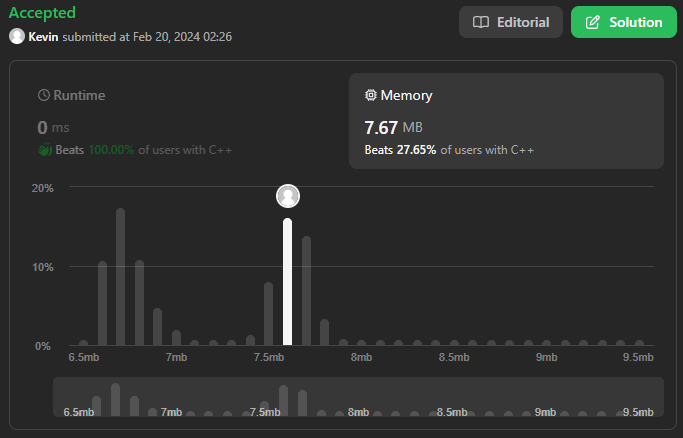 Accepted
Kevin submitted at Feb 20, 2024 02:26
Editorial
Solution
Runtime
0 ms
Beats 100.00% of users with C++
Memory
7.67 MB
Beats 27.65% of users with C++
20%
10%
0%
6.5mb 7mb 7.5mb 8mb 8.5mb 9mb 9.5mb
6.5mb 7mb 7.5mb 8mb 8.5mb 9mb 9.5mb